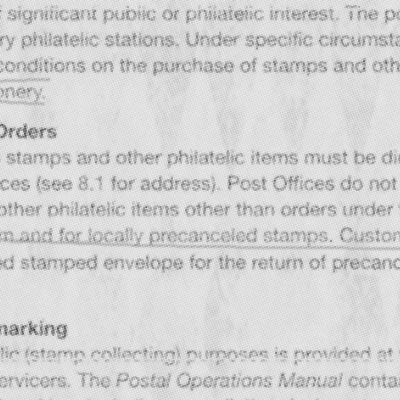 significant public or philatelic interest. The po
ry philatelic stations. Under specific circumsta
conditions on the purchase of stamps and oth
onery.
Orders
stamps and other philatelic items must be di
ces (see 8.1 for address). Post Offices do not
other philatelic items other than orders under
m and for locally precanceled stamps. Custom
ed stamped envelope for the return of precanc
marking
lic (stamp collecting) purposes is provided at
ervicers. The Postal Operations Manual conta